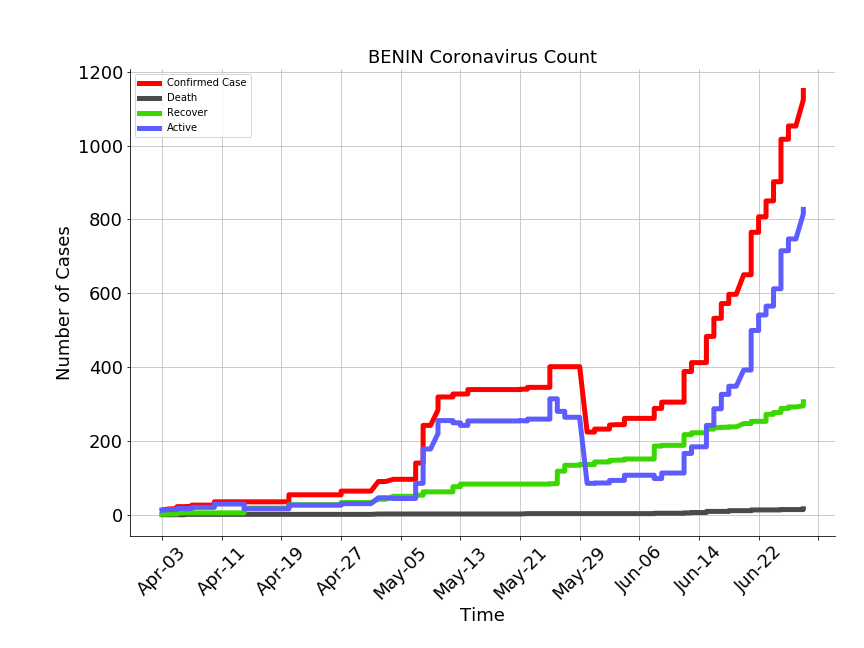 BENIN Coronavirus Count
Confirmed Case
Death
Recover
Active
Number of Cases
1200
1000
800
600
400
200
0
Apr-03
Apr-11
Apr-19
Apr-27
May-05
May-13
May-21
May-29
Jun-06
Jun-14
Jun-22
Time